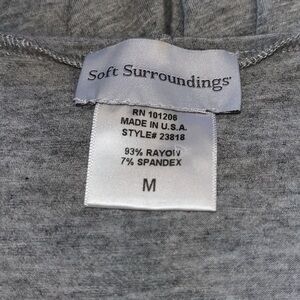 Soft Surroundings
RN 101206
MADE IN U.S.A.
STYLE# 23818
93% RAYON
7% SPANDEX
M